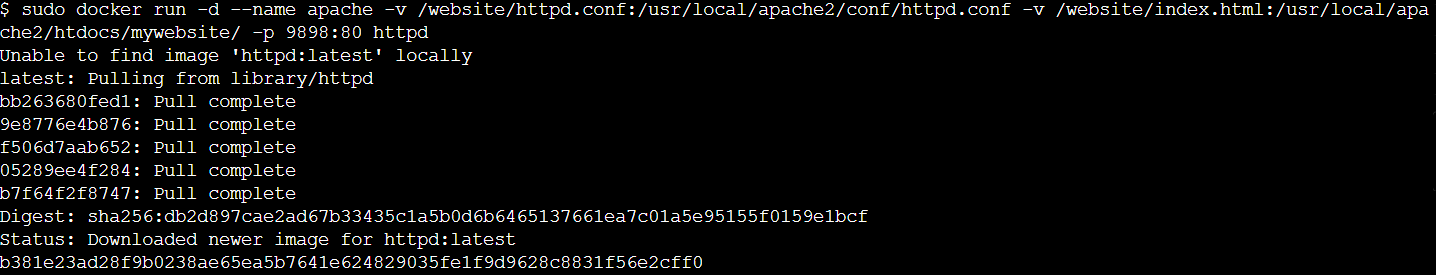 $ sudo docker run -d --name apache -v /website/httpd.conf:/usr/local/apache2/conf/httpd.conf -v /website/index.html:/usr/local/apa
che2/htdocs/mywebsite/ -p 9898:80 httpd
Unable to find image 'httpd:latest' locally
latest: Pulling from library/httpd
bb263680fed1: Pull complete
9e8776e4b876: Pull complete
f506d7aab652: Pull complete
05289ee4f284: Pull complete
b7f64f2f8747: Pull complete
Digest: sha256:db2d897cae2ad67b33435c1a5b0d6b6465137661ea7c01a5e95155f0159e1bcf
Status: Downloaded newer image for httpd:latest
b381e23ad28f9b0238ae65ea5b7641e624829035fe1f9d9628c8831f56e2cff0